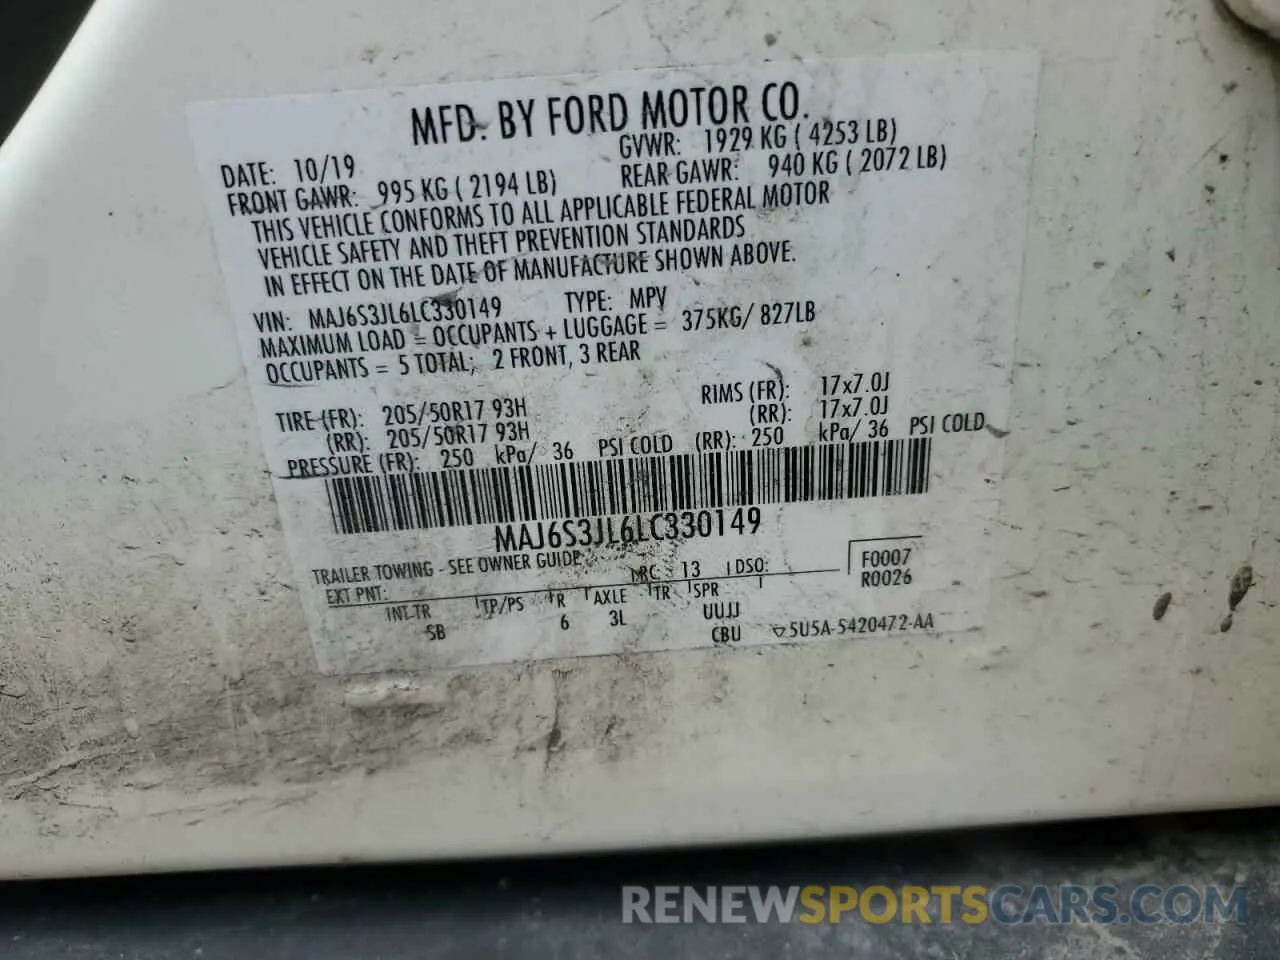 MFD. BY FORD MOTOR CO.
DATE: 10/19 GVWR: 1929 KG ( 4253 LB)
FRONT GAWR: 995 KG ( 2194 LB) REAR GAWR: 940 KG ( 2072 LB)
THIS VEHICLE CONFORMS TO ALL APPLICABLE FEDERAL MOTOR
VEHICLE SAFETY AND THEFT PREVENTION STANDARDS
IN EFFECT ON THE DATE OF MANUFACTURE SHOWN ABOVE.
VIN: MAJ6S3JL6LC330149 TYPE: MPV
MAXIMUM LOAD = OCCUPANTS + LUGGAGE = 375KG/ 827LB
OCCUPANTS = 5 TOTAL; 2 FRONT, 3 REAR
TIRE (FR): 205/50R17 93H RIMS (FR): 17x7.0J
(RR): 205/50R17 93H (RR): 17x7.0J
PRESSURE (FR): 250 kPa/ 36 PSI COLD (RR): 250 kPa/ 36 PSI COLD
MAJ6S3JL6LC330149
TRAILER TOWING - SEE OWNER GUIDE
EXT PNT: RC: 13 DSO: F0007
R0026
INT TR TP/PS R AXLE TR SPR
SB 6 3L UUJJ
CBU 5U5A-5420472-AA
RENEWSPORTSCARS.COM